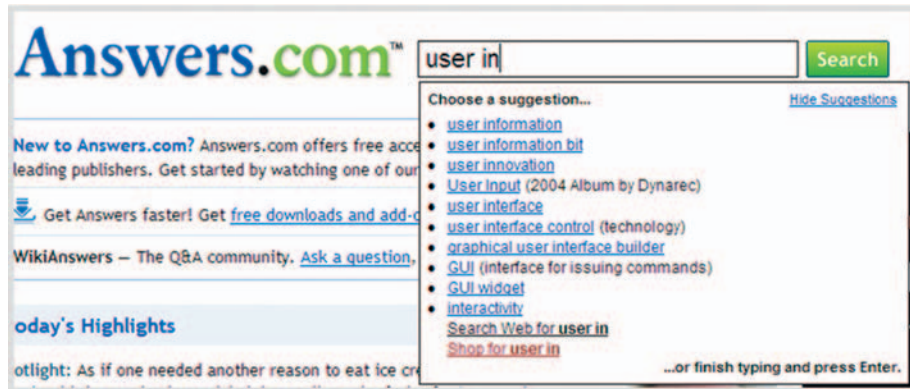 Answers.com™
user in
Search
Choose a suggestion...
Hide Suggestions
• user information
• user information bit
• user innovation
• User Input (2004 Album by Dynarec)
• user interface
• user interface control (technology)
• graphical user interface builder
• GUI (interface for issuing commands)
• GUI widget
• interactivity
Search Web for user in
Shop for user in
...or finish typing and press Enter.
New to Answers.com? Answers.com offers free acce
leading publishers. Get started by watching one of our
Get Answers faster! Get free downloads and add-o
WikiAnswers — The Q&A community. Ask a question,
oday's Highlights
otlight: As if one needed another reason to eat ice cr